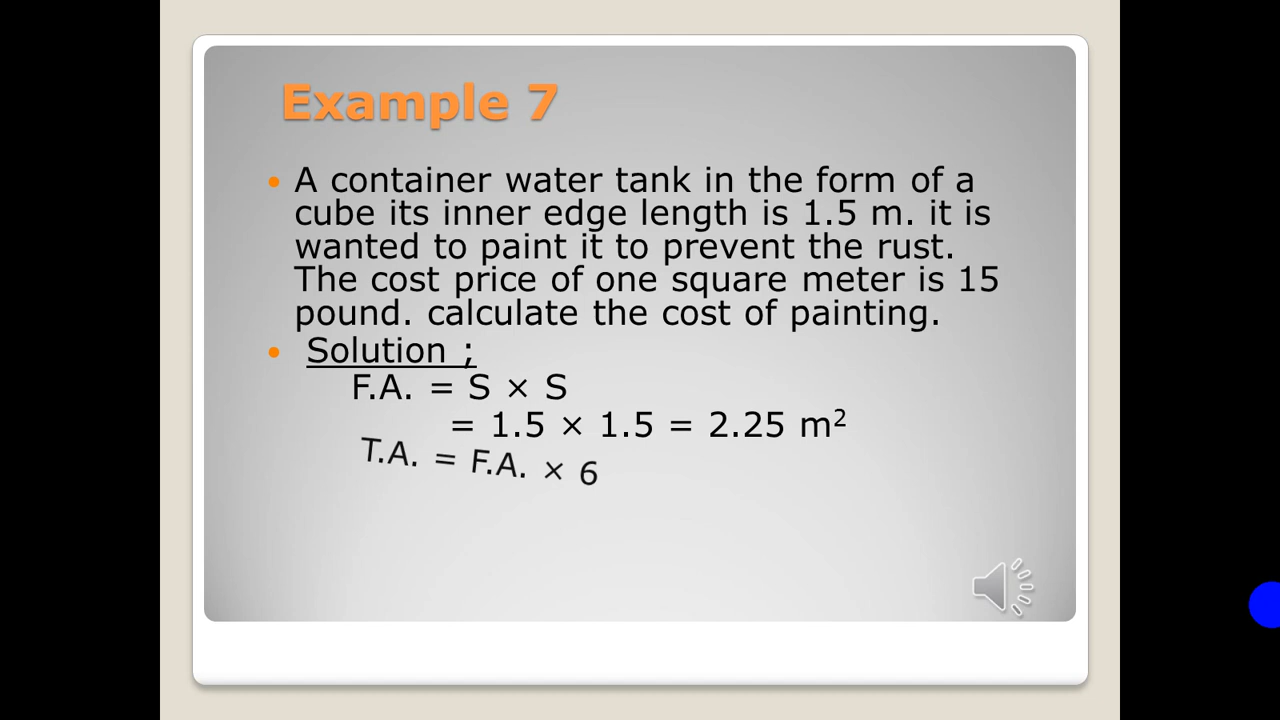 Example 7
• A container water tank in the form of a
cube its inner edge length is 1.5 m. it is
wanted to paint it to prevent the rust.
The cost price of one square meter is 15
pound. calculate the cost of painting.
• Solution ;
F.A. = S × S
= 1.5 × 1.5 = 2.25 m²
T.A. = F.A. × 6